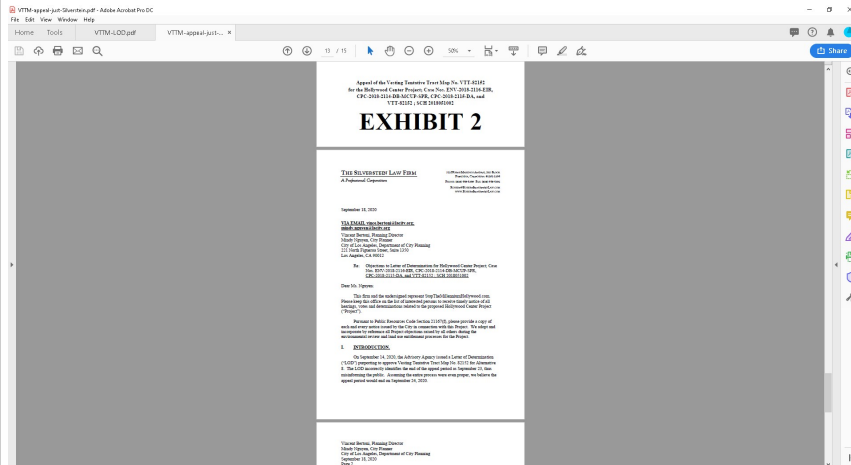 VTTM-appeal-just-Silverstein.pdf - Adobe Acrobat Pro DC
File Edit View Window Help
Home Tools VTTM-LOD.pdf VTTM-appeal-just-... ×
13 / 15 50% Share
Appeal of the Vesting Tentative Tract Map No. VTT-82152
for the Hollywood Center Project; Case Nos. ENV-2018-2116-EIR,
CPC-2018-2114-DB-MCUP-SPR, CPC-2018-2115-DA, and
VTT-82152 ; SCH 2018051002
EXHIBIT 2
THE SILVERSTEIN LAW FIRM
A Professional Corporation
September 18, 2020
VIA EMAIL vince.bertoni@lacity.org;
mindy.nguyen@lacity.org
Vincent Bertoni, Planning Director
Mindy Nguyen, City Planner
City of Los Angeles, Department of City Planning
221 North Figueroa Street, Suite 1350
Los Angeles, CA 90012
Re: Objections to Letter of Determination for Hollywood Center Project; Case
Nos. ENV-2018-2116-EIR, CPC-2018-2114-DB-MCUP-SPR,
CPC-2018-2115-DA, and VTT-82152 ; SCH 2018051002
Dear Ms. Nguyen:
This firm and the undersigned represent StopTheMillenniumHollywood.com.
Please keep this office on the list of interested persons to receive timely notice of all
hearings, votes and determinations related to the proposed Hollywood Center Project
("Project").
Pursuant to Public Resources Code Section 21167(f), please provide a copy of
each and every notice issued by the City in connection with this Project. We adopt and
incorporate by reference all Project objections raised by all others during the
environmental review and land use entitlement processes for the Project.
I. INTRODUCTION.
On September 14, 2020, the Advisory Agency issued a Letter of Determination
("LOD") purporting to approve Vesting Tentative Tract Map No. 82152 for Alternative
8. The LOD incorrectly identifies the end of the appeal period as September 23, thus
misinforming the public. Assuming the entire process were even proper, we believe the
appeal period would end on September 24, 2020.
Vincent Bertoni, Planning Director
Mindy Nguyen, City Planner
City of Los Angeles, Department of City Planning
September 18, 2020
Page 2